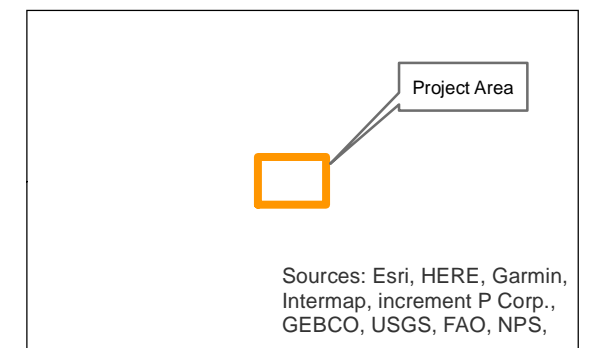 Project Area
Sources: Esri, HERE, Garmin,
Intermap, increment P Corp.,
GEBCO, USGS, FAO, NPS,